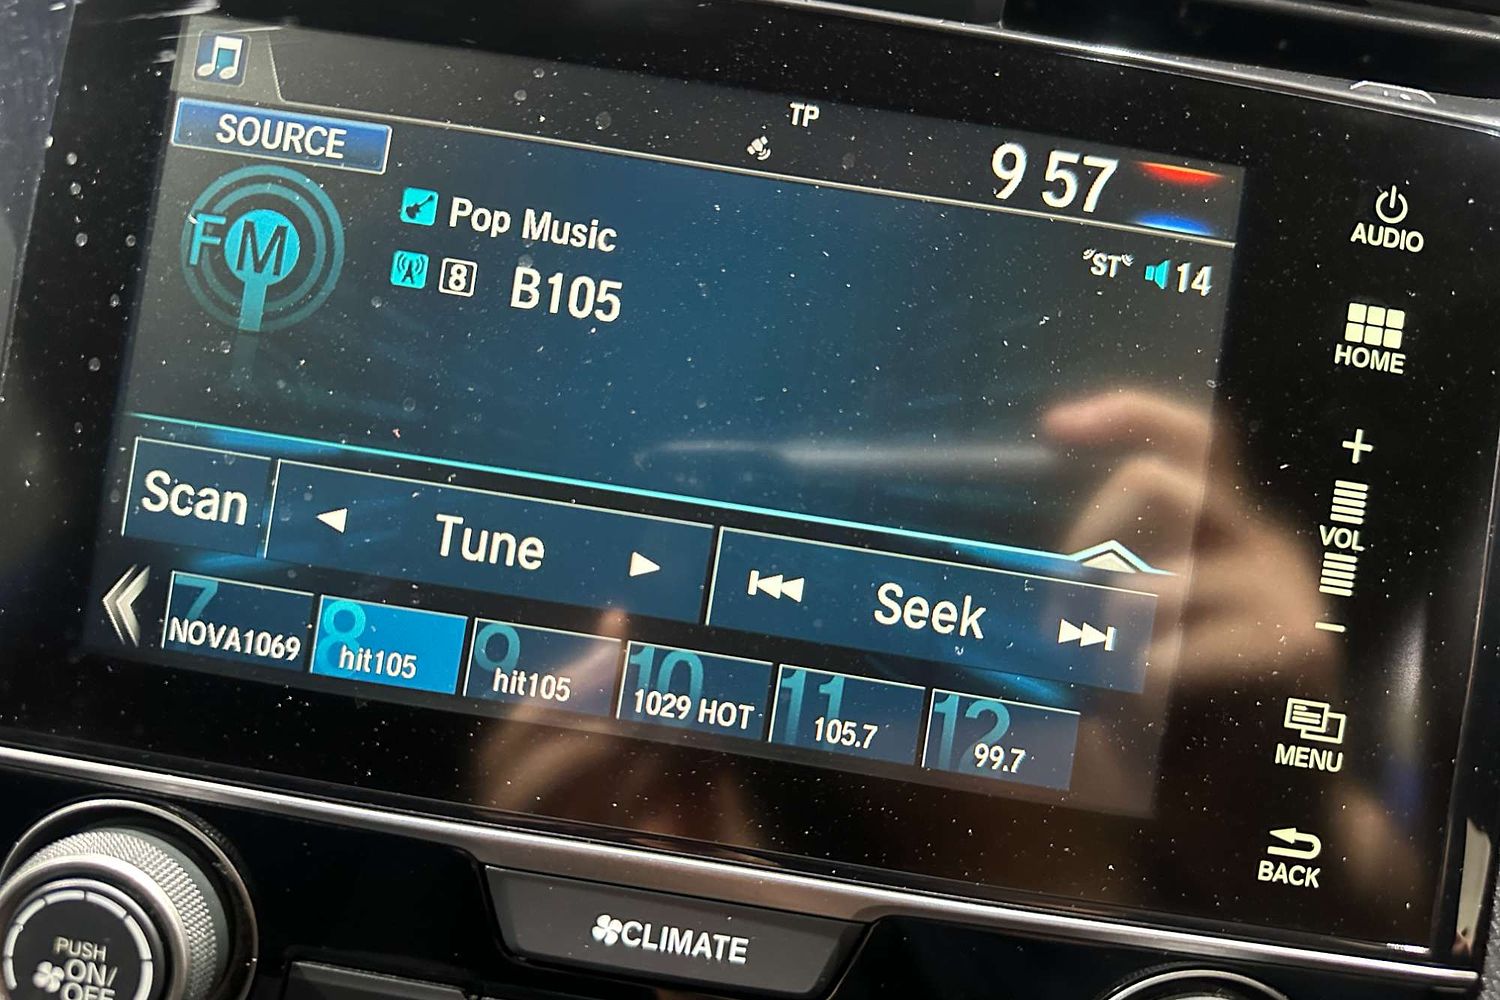 TP
SOURCE
9 57
FM
Pop Music
"ST" 14
8 B105
AUDIO
HOME
+
VOL
-
Scan
Tune
Seek
7 NOVA1069
8 hit105
9 hit105
10 1029 HOT
11 105.7
12 99.7
MENU
BACK
CLIMATE
PUSH
ON/
OFF